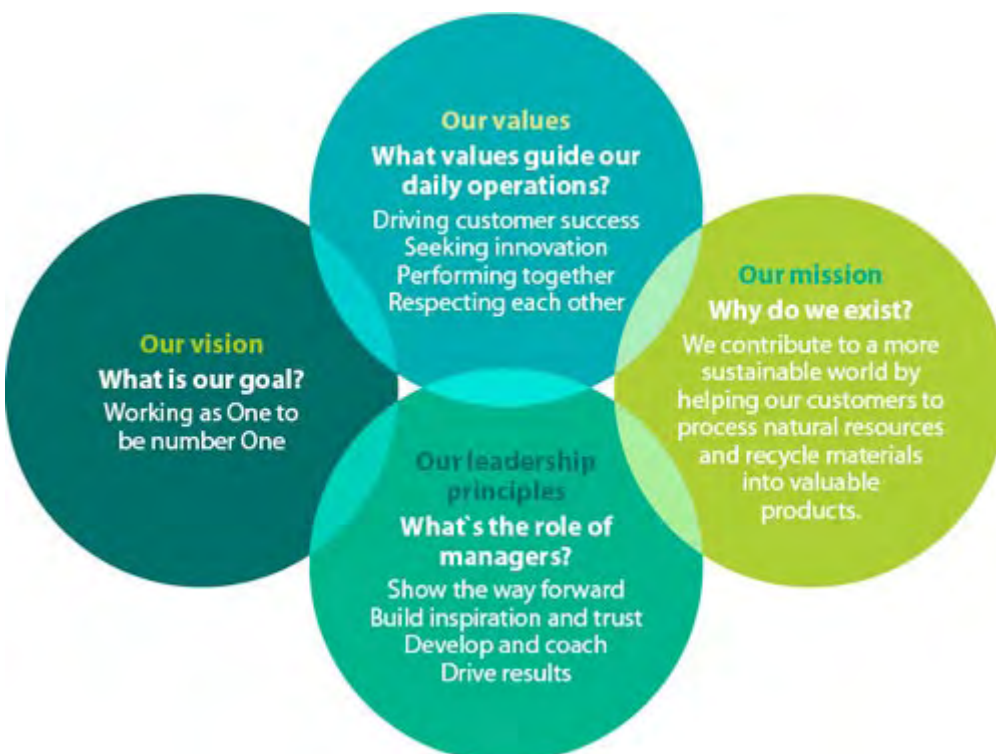 Our values
What values guide our
daily operations?
Driving customer success
Seeking innovation
Performing together
Respecting each other
Our vision
What is our goal?
Working as One to
be number One
Our mission
Why do we exist?
We contribute to a more
sustainable world by
helping our customers to
process natural resources
and recycle materials
into valuable
products.
Our leadership
principles
What`s the role of
managers?
Show the way forward
Build inspiration and trust
Develop and coach
Drive results